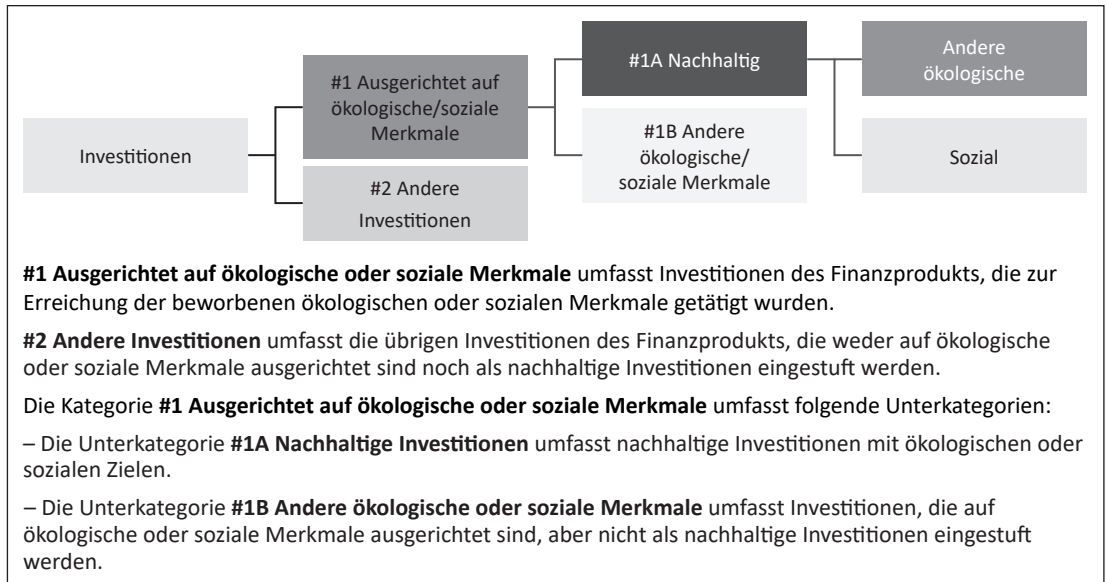 Investitionen
#1 Ausgerichtet auf
ökologische/soziale
Merkmale
#2 Andere
Investitionen
#1A Nachhaltig
#1B Andere
ökologische/
soziale Merkmale
Andere
ökologische
Sozial
#1 Ausgerichtet auf ökologische oder soziale Merkmale umfasst Investitionen des Finanzprodukts, die zur
Erreichung der beworbenen ökologischen oder sozialen Merkmale getätigt wurden.
#2 Andere Investitionen umfasst die übrigen Investitionen des Finanzprodukts, die weder auf ökologische
oder soziale Merkmale ausgerichtet sind noch als nachhaltige Investitionen eingestuft werden.
Die Kategorie #1 Ausgerichtet auf ökologische oder soziale Merkmale umfasst folgende Unterkategorien:
– Die Unterkategorie #1A Nachhaltige Investitionen umfasst nachhaltige Investitionen mit ökologischen oder
sozialen Zielen.
– Die Unterkategorie #1B Andere ökologische oder soziale Merkmale umfasst Investitionen, die auf
ökologische oder soziale Merkmale ausgerichtet sind, aber nicht als nachhaltige Investitionen eingestuft
werden.